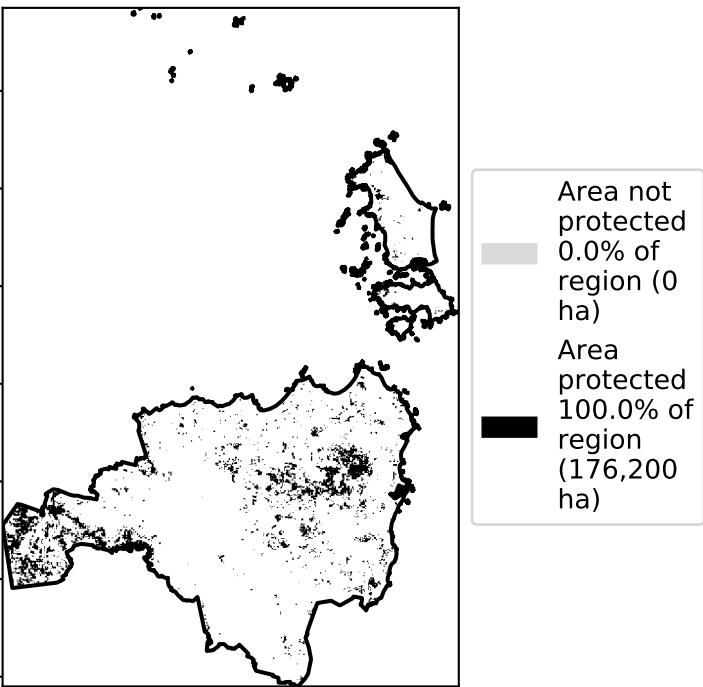 Area not
protected
0.0% of
region (0
ha)
Area
protected
100.0% of
region
(176,200
ha)